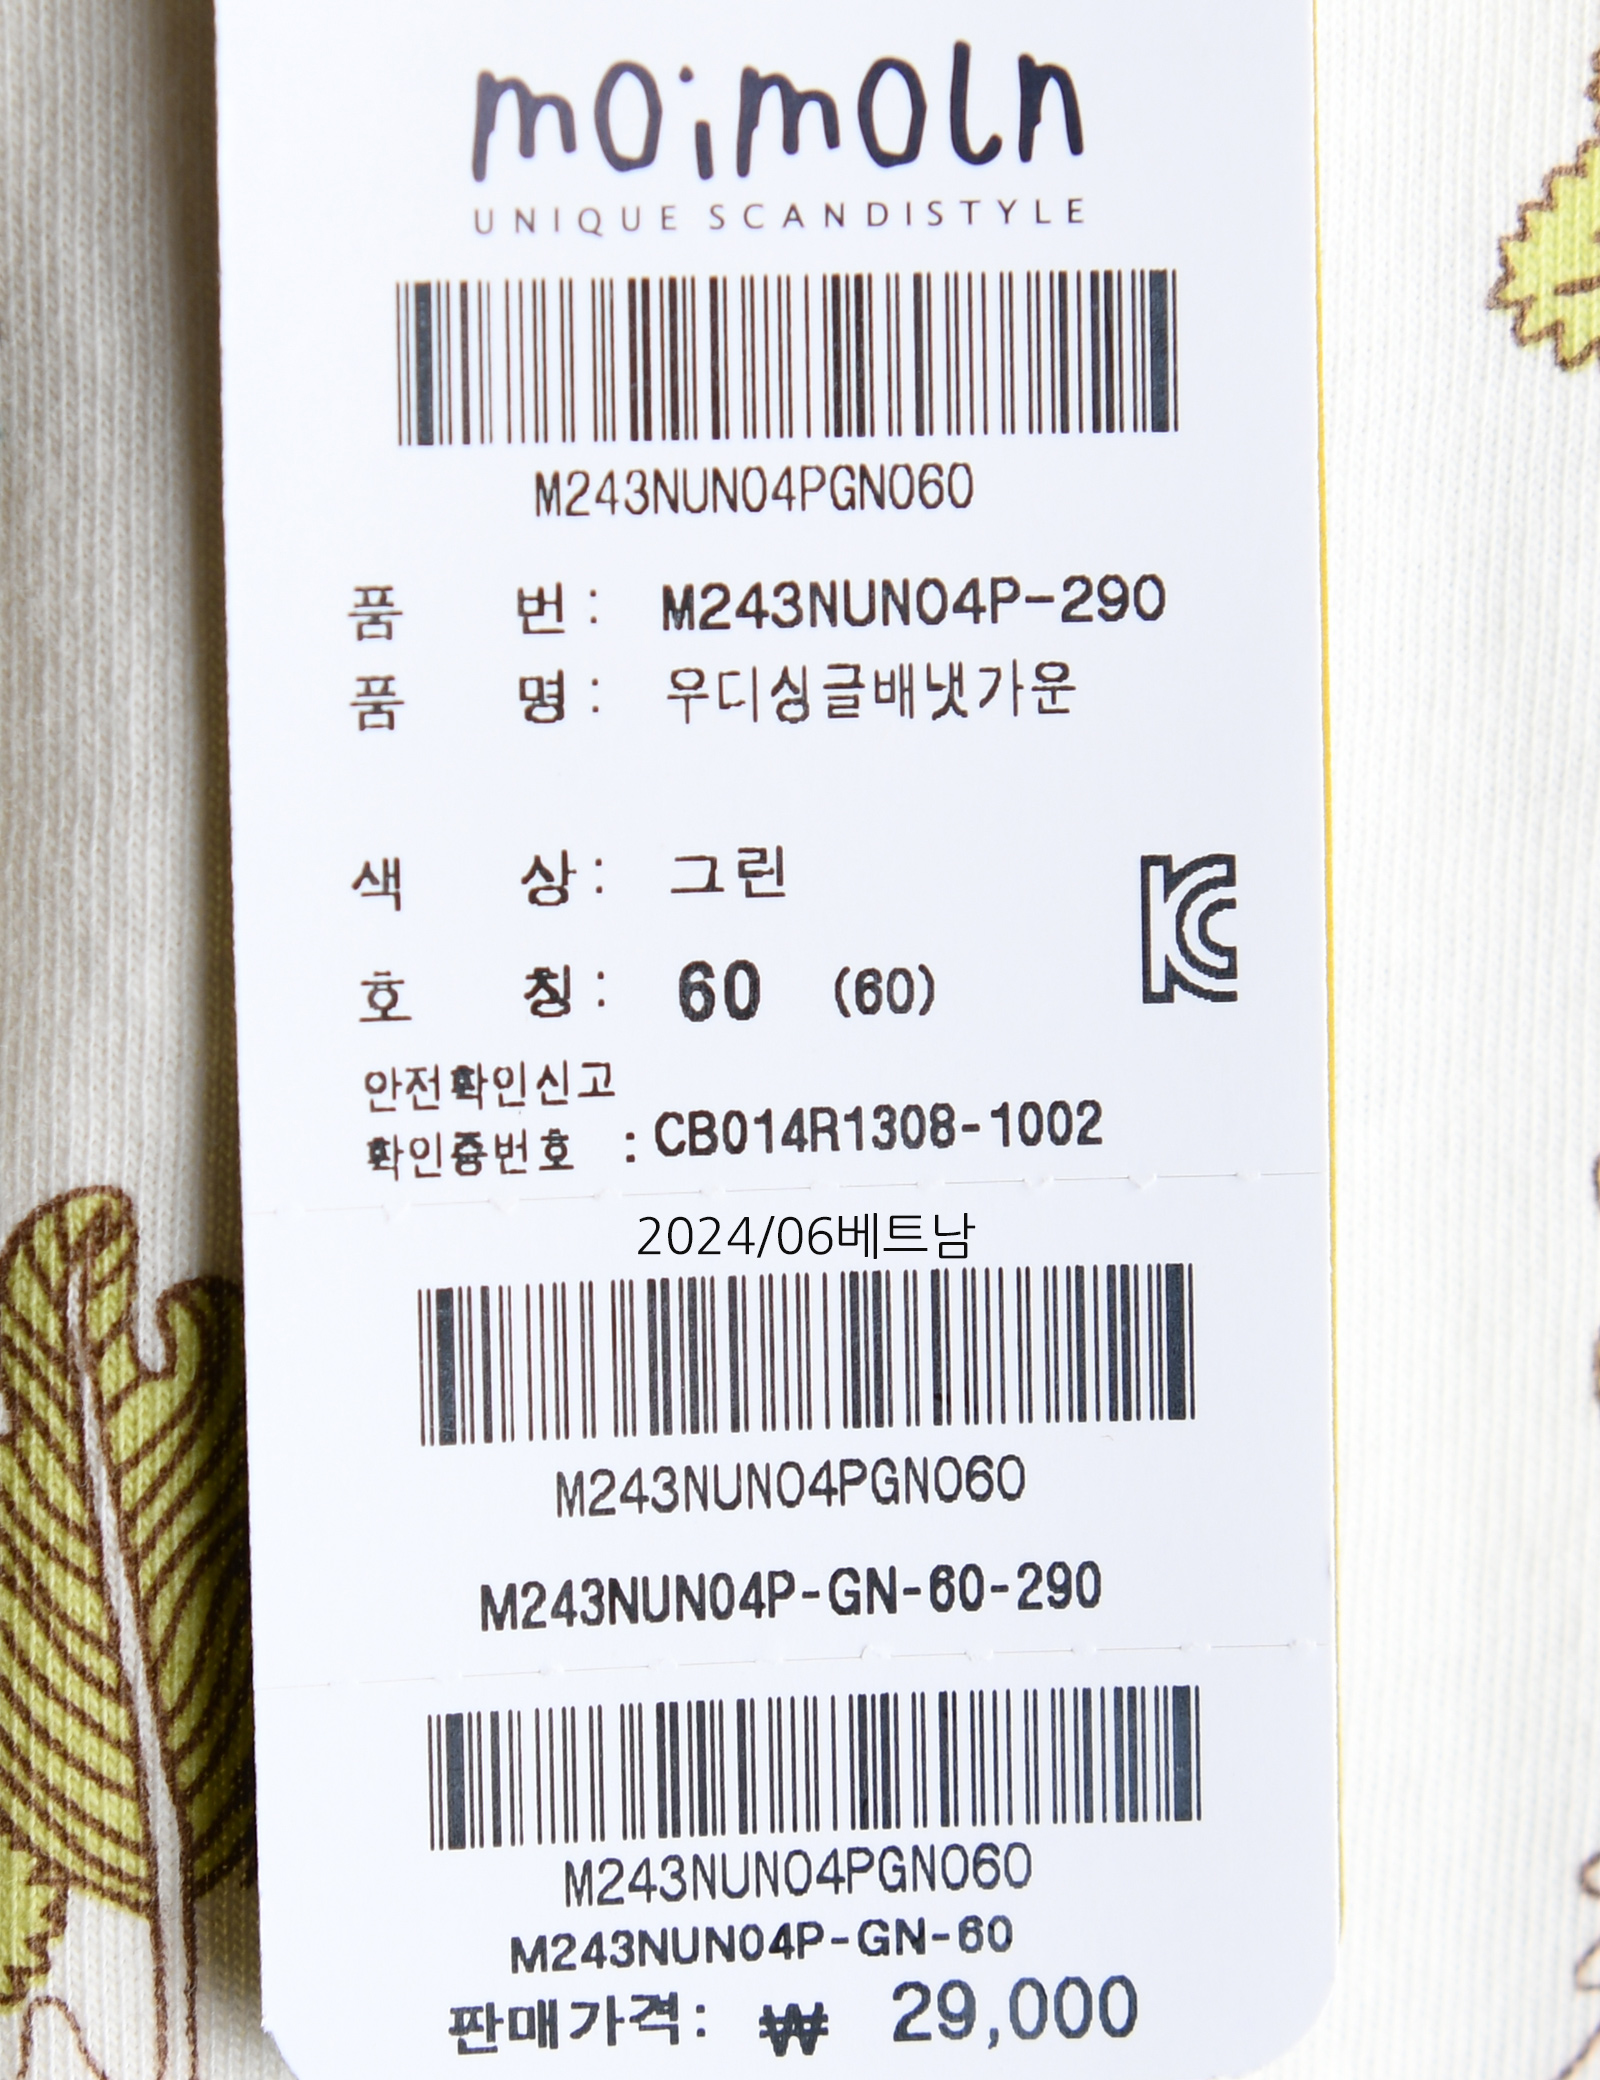 moimoln
UNIQUE SCANDISTYLE
M243NUN04PGN060
품 번 : M243NUN04P-290
품 명 : 우디싱글배냇가운
색 상 : 그린
호 칭 : 60 (60)
안전확인신고
확인증번호 : CB014R1308-1002
2024/06베트남
M243NUN04PGN060
M243NUN04P-GN-60-290
M243NUN04PGN060
M243NUN04P-GN-60
판매가격: ₩ 29,000